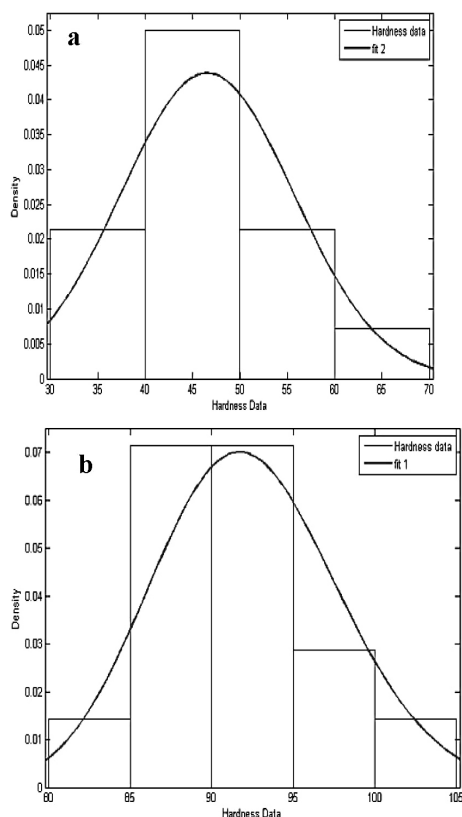 a
Hardness data
fit 2
0.05
0.045
0.04
0.035
0.03
0.025
0.02
0.015
0.01
0.005
0
Density
30 35 40 45 50 55 60 65 70
Hardness Data
b
Hardness data
fit 1
0.07
0.06
0.05
0.04
0.03
0.02
0.01
0
Density
80 85 90 95 100 105
Hardness Data